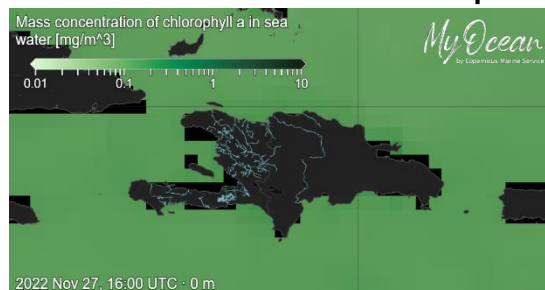 Mass concentration of chlorophyll a in sea
water [mg/m^3]
0.01 0.1 1 10
MyOcean
by Copernicus Marine Service
2022 Nov 27, 16:00 UTC · 0 m